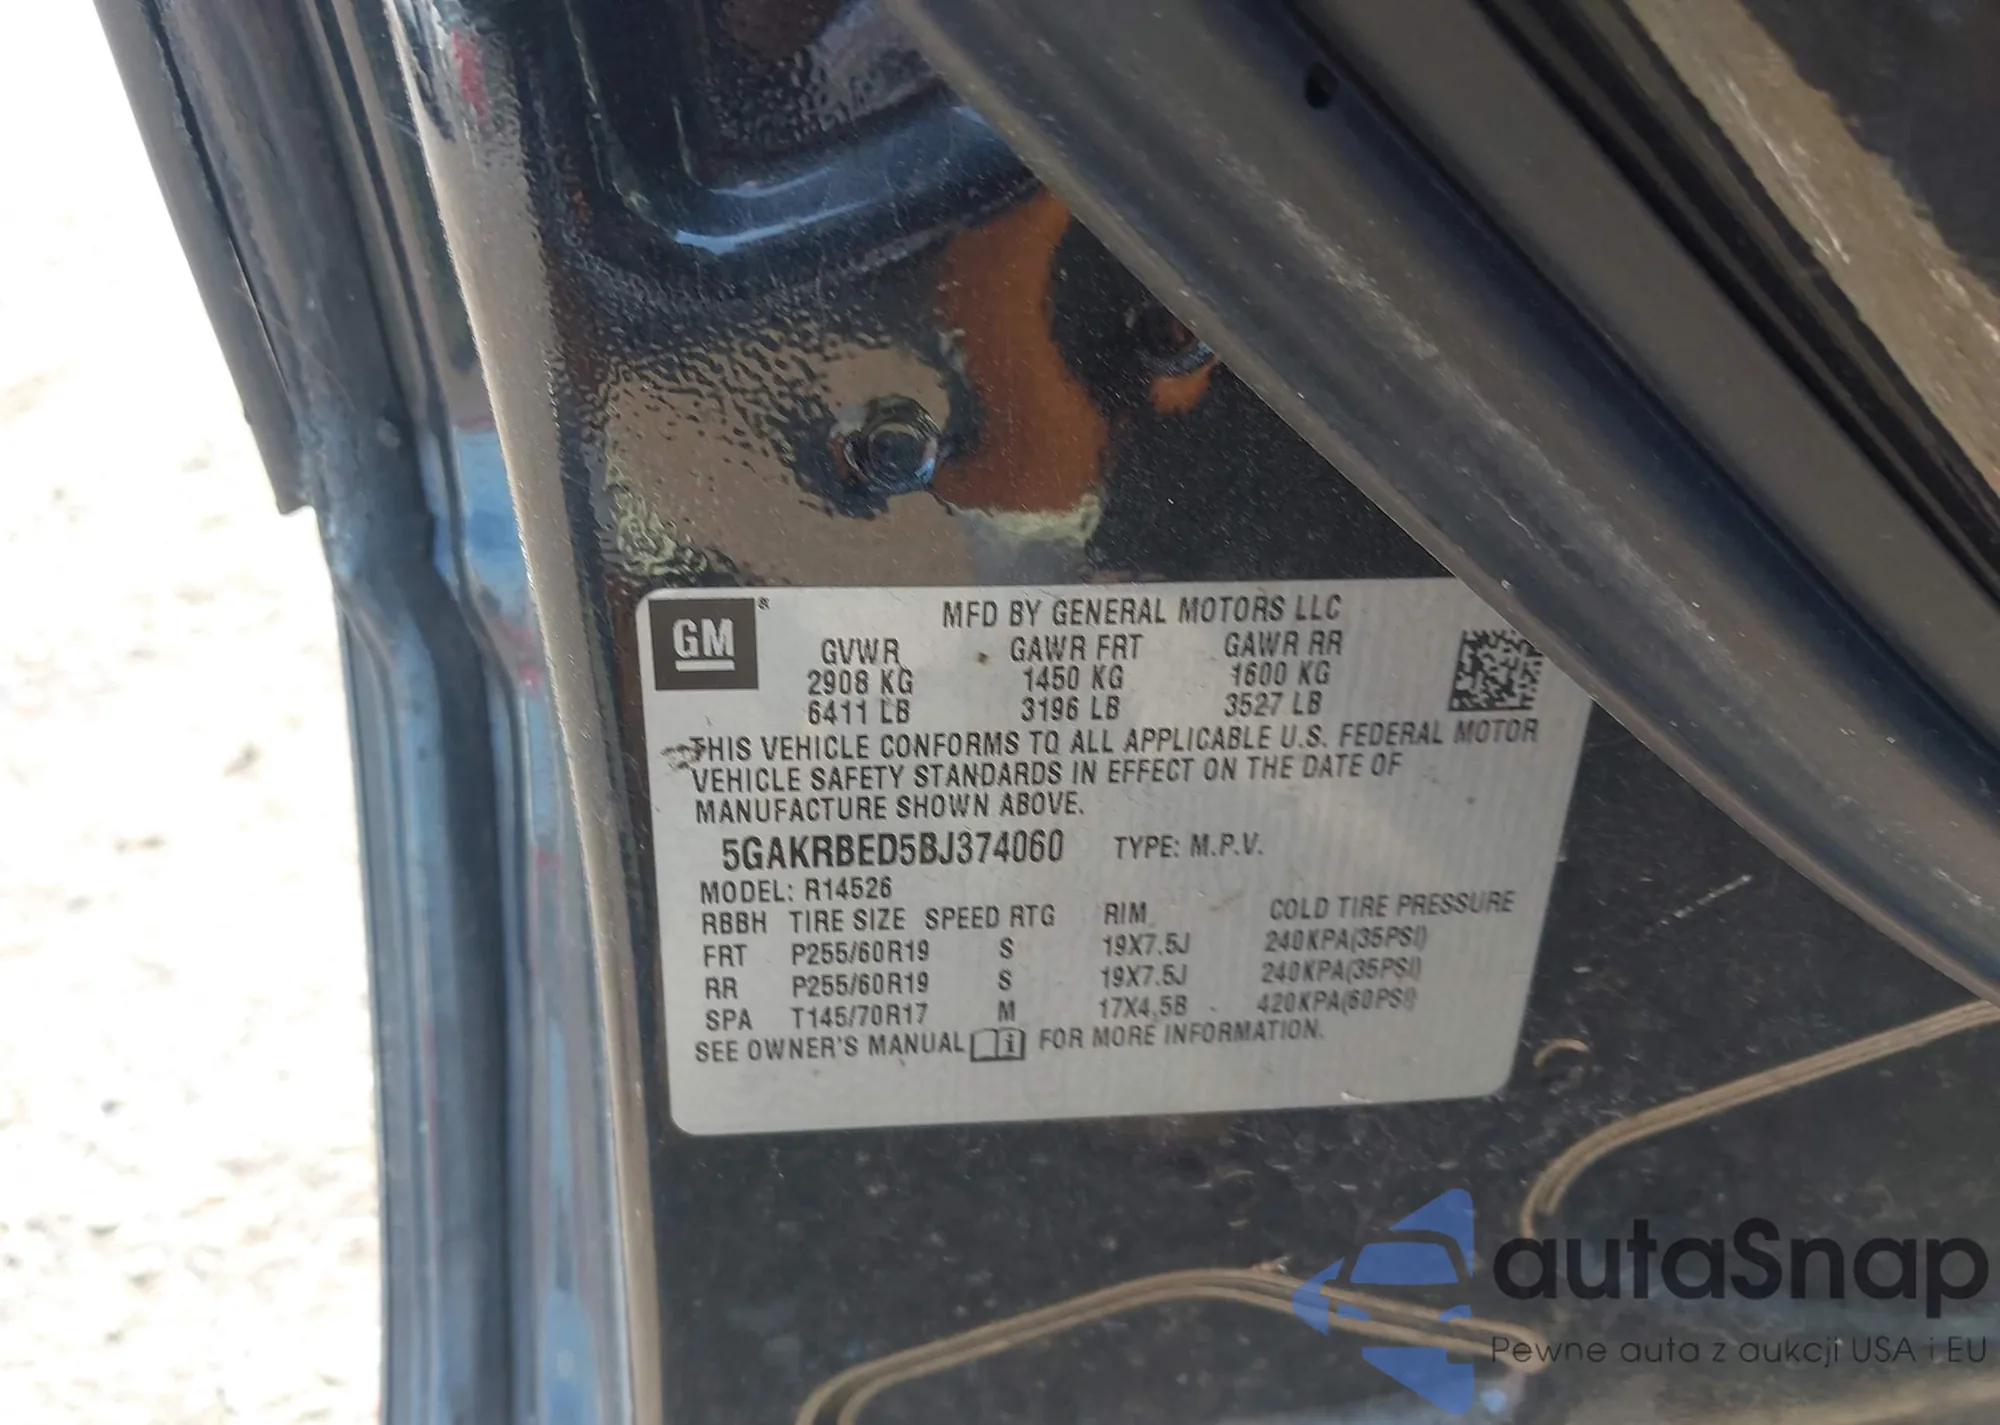 GM®
MFD BY GENERAL MOTORS LLC
GVWR GAWR FRT GAWR RR
2908 KG 1450 KG 1600 KG
6411 LB 3196 LB 3527 LB
THIS VEHICLE CONFORMS TO ALL APPLICABLE U.S. FEDERAL MOTOR
VEHICLE SAFETY STANDARDS IN EFFECT ON THE DATE OF
MANUFACTURE SHOWN ABOVE.
5GAKRBED5BJ374060 TYPE: M.P.V.
MODEL: R14526
RBBH TIRE SIZE SPEED RTG RIM COLD TIRE PRESSURE
FRT P255/60R19 S 19X7.5J 240KPA(35PSI)
RR P255/60R19 S 19X7.5J 240KPA(35PSI)
SPA T145/70R17 M 17X4.5B 420KPA(60PSI)
SEE OWNER'S MANUAL i FOR MORE INFORMATION.
autaSnap
Pewne auta z aukcji USA i EU